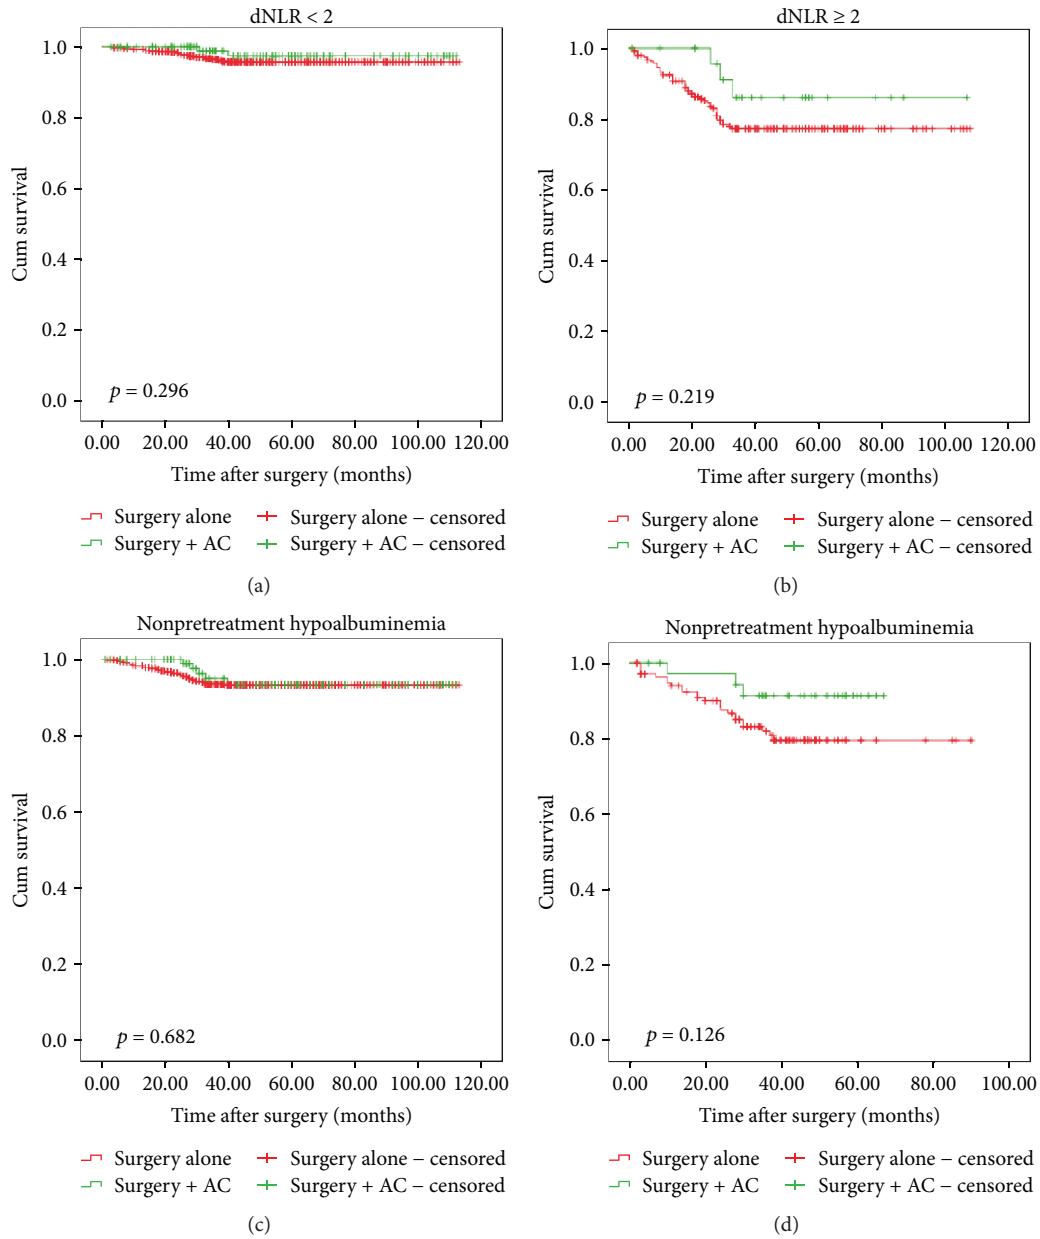 dNLR < 2
1.0
0.8
0.6
0.4
0.2
0.0
Cum survival
p = 0.296
0.00 20.00 40.00 60.00 80.00 100.00 120.00
Time after surgery (months)
Surgery alone Surgery alone − censored
Surgery + AC Surgery + AC − censored
(a)
dNLR ≥ 2
1.0
0.8
0.6
0.4
0.2
0.0
Cum survival
p = 0.219
0.00 20.00 40.00 60.00 80.00 100.00 120.00
Time after surgery (months)
Surgery alone Surgery alone − censored
Surgery + AC Surgery + AC − censored
(b)
Nonpretreatment hypoalbuminemia
1.0
0.8
0.6
0.4
0.2
0.0
Cum survival
p = 0.682
0.00 20.00 40.00 60.00 80.00 100.00 120.00
Time after surgery (months)
Surgery alone Surgery alone − censored
Surgery + AC Surgery + AC − censored
(c)
Nonpretreatment hypoalbuminemia
1.0
0.8
0.6
0.4
0.2
0.0
Cum survival
p = 0.126
0.00 20.00 40.00 60.00 80.00 100.00
Time after surgery (months)
Surgery alone Surgery alone − censored
Surgery + AC Surgery + AC − censored
(d)